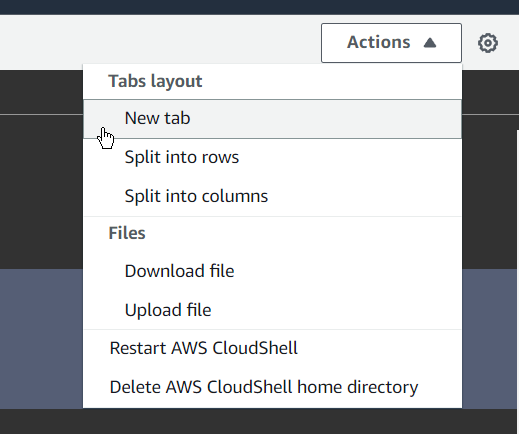 Actions
Tabs layout
New tab
Split into rows
Split into columns
Files
Download file
Upload file
Restart AWS CloudShell
Delete AWS CloudShell home directory